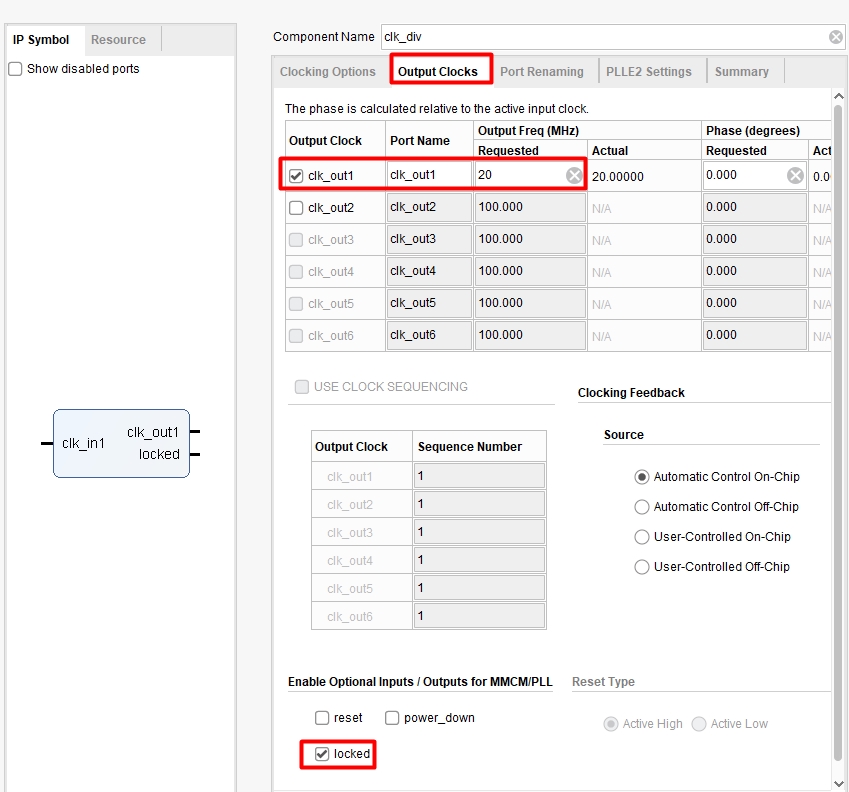 IP Symbol Resource
Show disabled ports
clk_in1 clk_out1
locked
Component Name clk_div
Clocking Options Output Clocks Port Renaming PLLE2 Settings Summary
The phase is calculated relative to the active input clock.
Output Clock Port Name Output Freq (MHz) Phase (degrees)
Requested Actual Requested Act
clk_out1 clk_out1 20 20.00000 0.000 0.0
clk_out2 clk_out2 100.000 N/A 0.000 N/A
clk_out3 clk_out3 100.000 N/A 0.000 N/A
clk_out4 clk_out4 100.000 N/A 0.000 N/A
clk_out5 clk_out5 100.000 N/A 0.000 N/A
clk_out6 clk_out6 100.000 N/A 0.000 N/A
USE CLOCK SEQUENCING
Output Clock Sequence Number
clk_out1 1
clk_out2 1
clk_out3 1
clk_out4 1
clk_out5 1
clk_out6 1
Clocking Feedback
Source
Automatic Control On-Chip
Automatic Control Off-Chip
User-Controlled On-Chip
User-Controlled Off-Chip
Enable Optional Inputs / Outputs for MMCM/PLL
reset power_down
locked
Reset Type
Active High Active Low